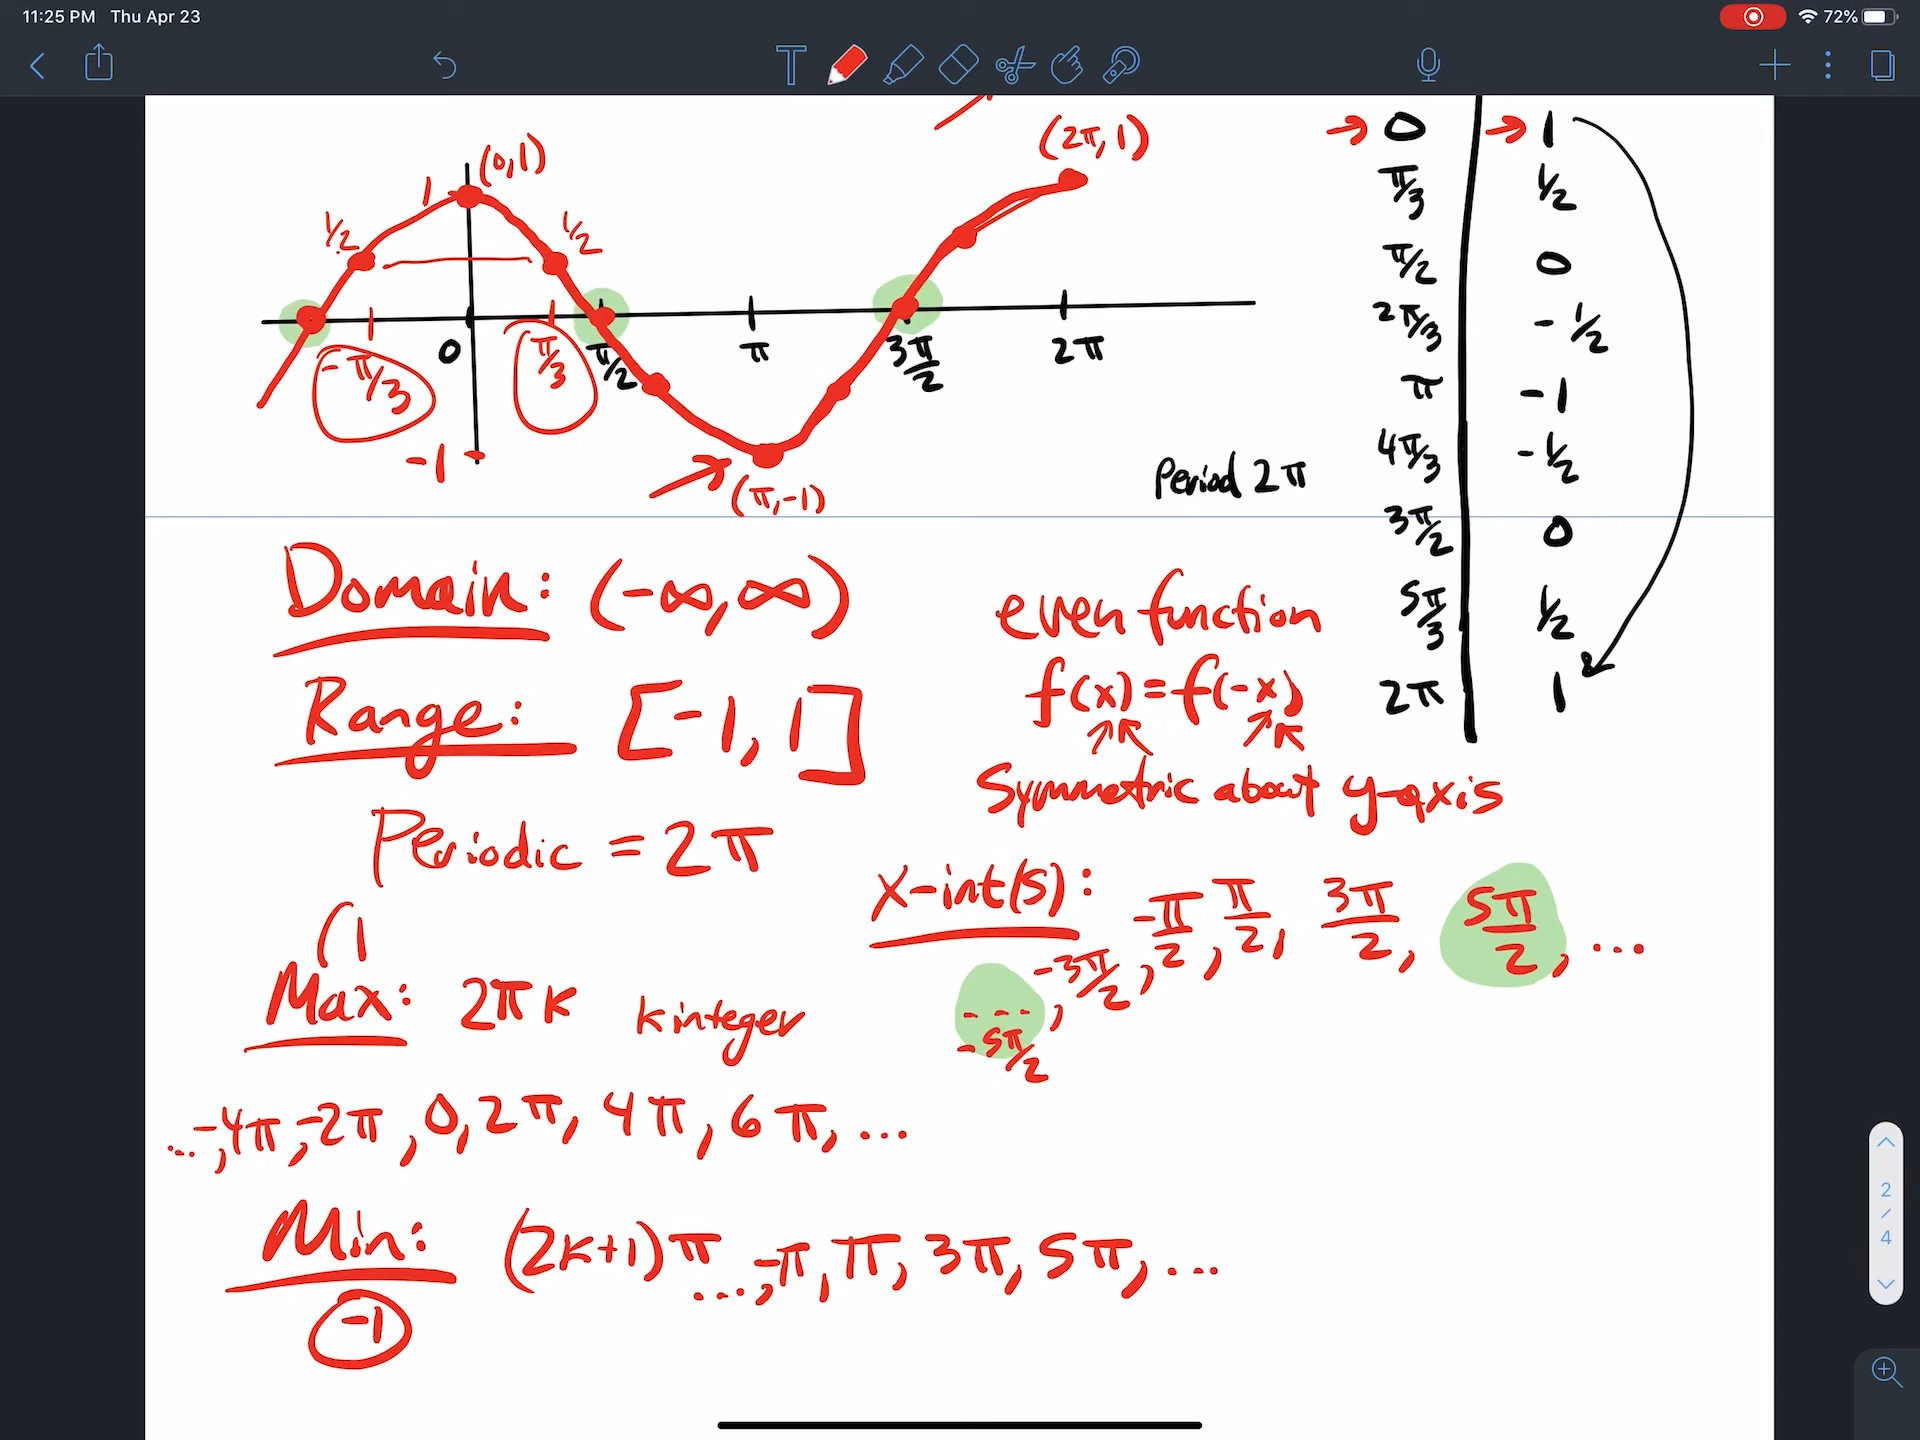 11:25 PM Thu Apr 23
72%
(0,1)
(2π,1)
1
1/2
1/2
-π/3
0
π/3
π/2
π
3π/2
2π
-1
(π,-1)
Period 2π
0 1
π/3 1/2
π/2 0
2π/3 -1/2
π -1
4π/3 -1/2
3π/2 0
5π/3 1/2
2π 1
Domain: (-∞,∞)
Range: [-1,1]
Periodic = 2π
even function
f(x)=f(-x)
Symmetric about y-axis
x-int(s):
--- -5π/2, -3π/2, -π/2, π/2, 3π/2, 5π/2, ...
(1
Max: 2πk k integer
...,-4π,-2π,0,2π,4π,6π,...
Min: (2k+1)π ...,-π,π,3π,5π,...
-1
2
/
4